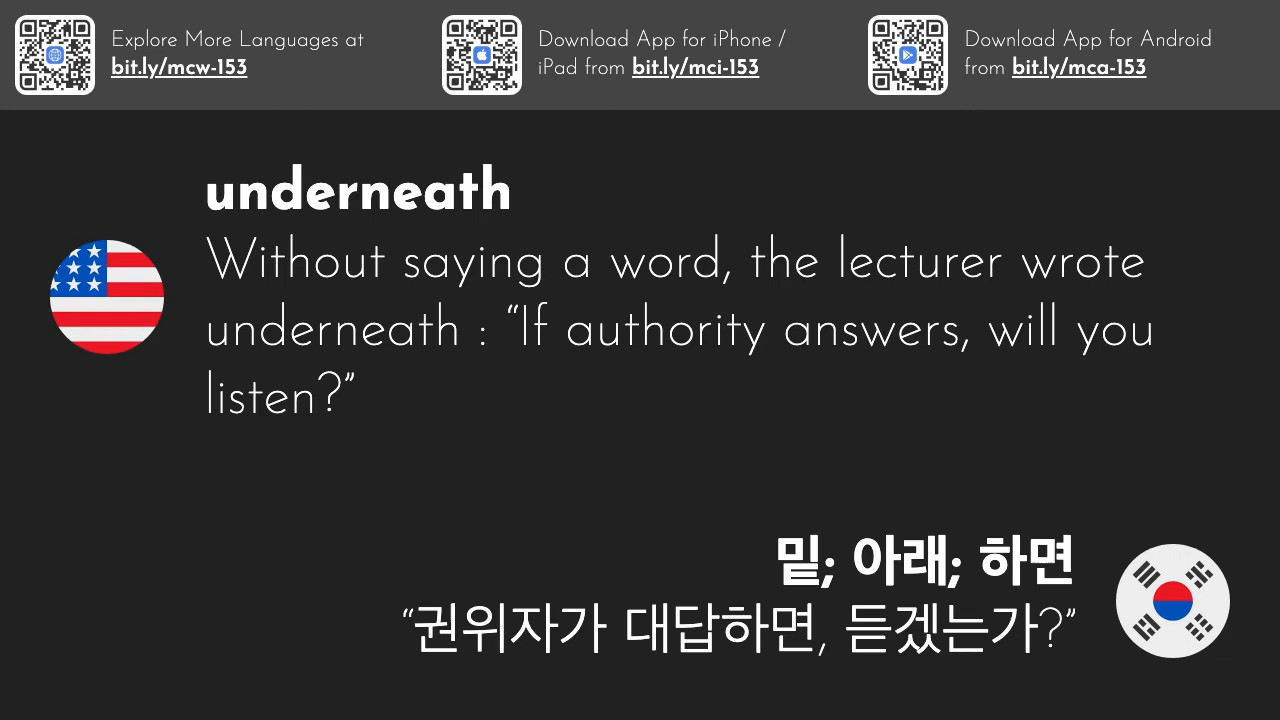 Explore More Languages at
bit.ly/mcw-153
Download App for iPhone /
iPad from bit.ly/mci-153
Download App for Android
from bit.ly/mca-153
underneath
Without saying a word, the lecturer wrote
underneath : “If authority answers, will you
listen?”
밑; 아래; 하면
“권위자가 대답하면, 듣겠는가?”